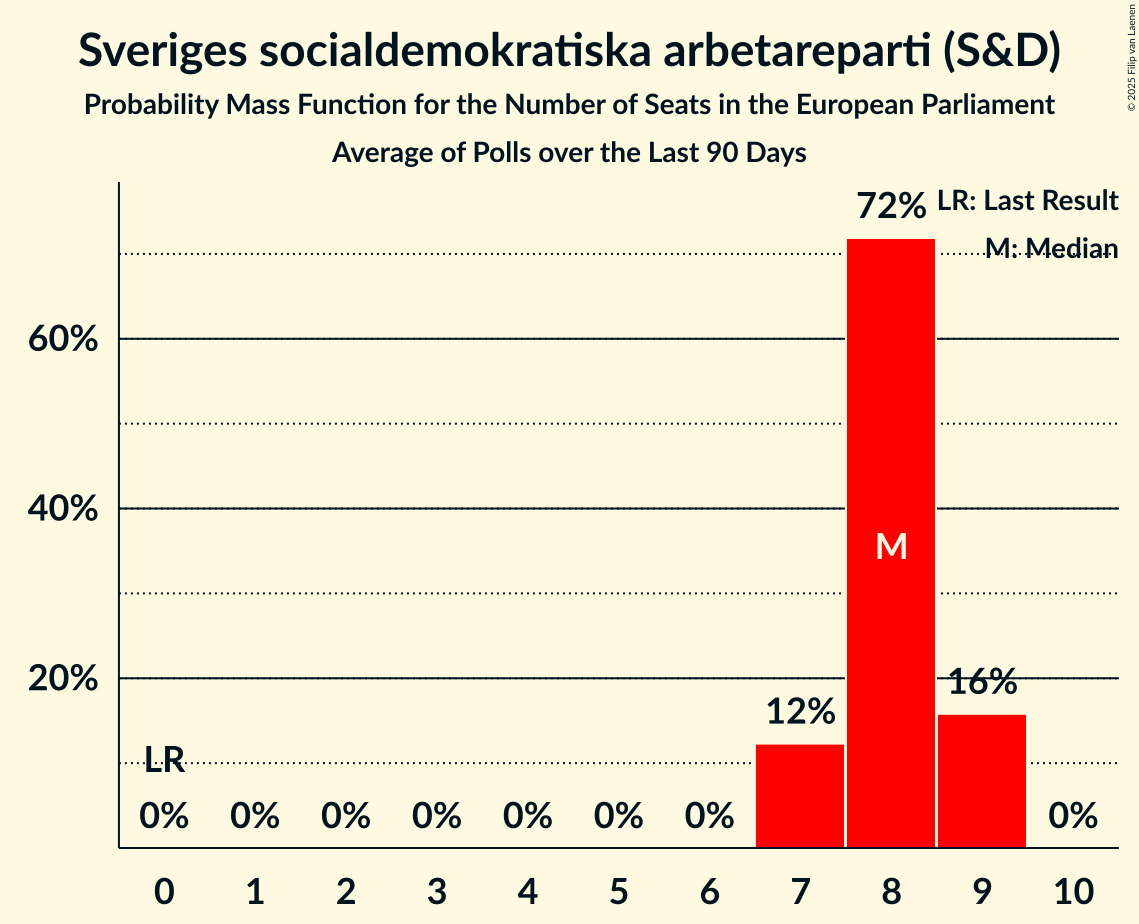 Sveriges socialdemokratiska arbetareparti (S&D)
Probability Mass Function for the Number of Seats in the European Parliament
Average of Polls over the Last 90 Days
© 2025 Filip van Laenen
LR: Last Result
M: Median
72%
60%
40%
M
20%
16%
12%
LR
0% 0% 0% 0% 0% 0% 0% 0%
0 1 2 3 4 5 6 7 8 9 10